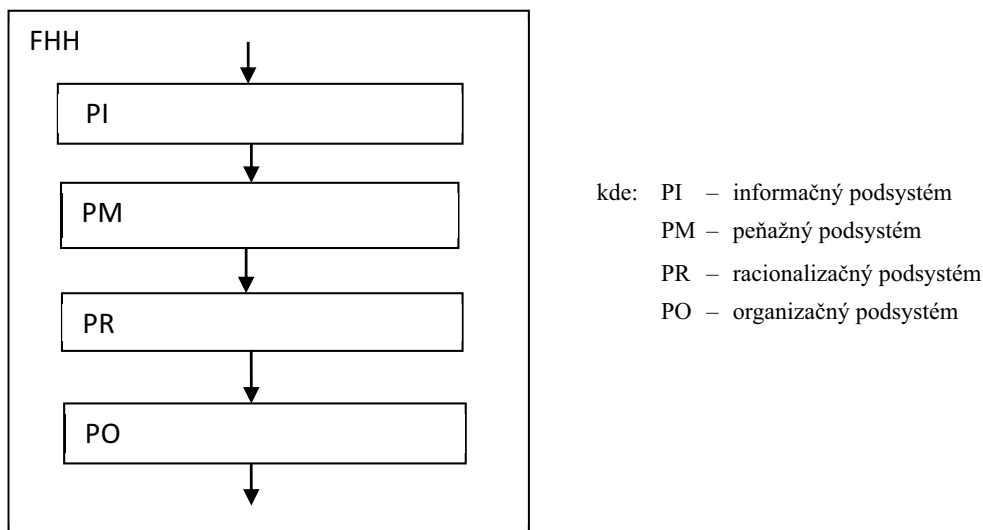 FHH
PI
PM
PR
PO
kde: PI – informačný podsystém
PM – peňažný podsystém
PR – racionalizačný podsystém
PO – organizačný podsystém